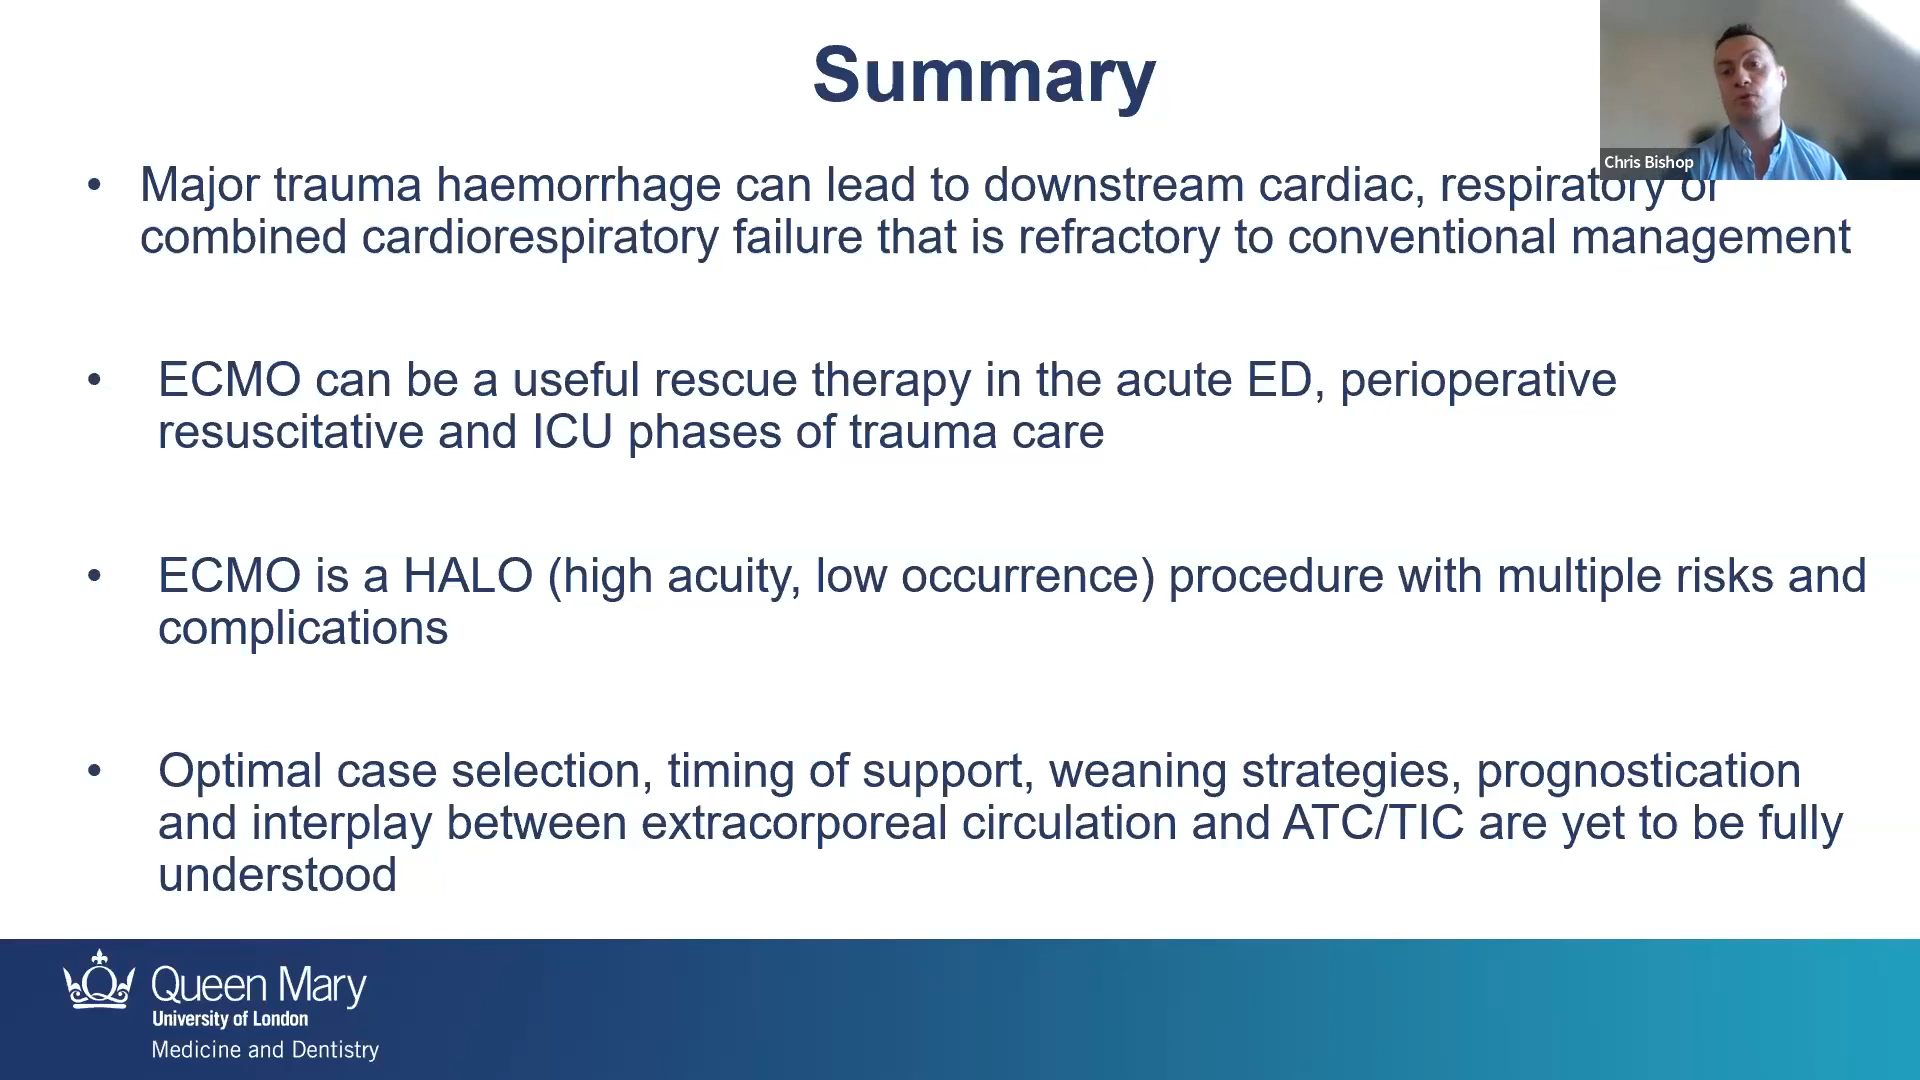 Summary
Chris Bishop
• Major trauma haemorrhage can lead to downstream cardiac, respiratory or
combined cardiorespiratory failure that is refractory to conventional management
• ECMO can be a useful rescue therapy in the acute ED, perioperative
resuscitative and ICU phases of trauma care
• ECMO is a HALO (high acuity, low occurrence) procedure with multiple risks and
complications
• Optimal case selection, timing of support, weaning strategies, prognostication
and interplay between extracorporeal circulation and ATC/TIC are yet to be fully
understood
Queen Mary
University of London
Medicine and Dentistry